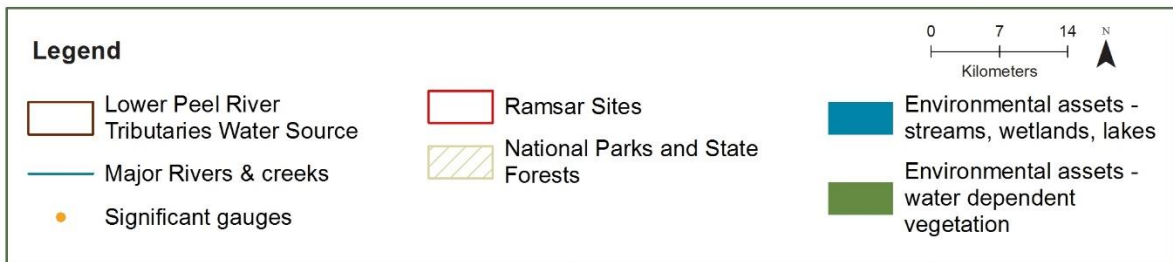 Legend
0 7 14
N
Kilometers
Lower Peel River
Tributaries Water Source
Major Rivers & creeks
Significant gauges
Ramsar Sites
National Parks and State
Forests
Environmental assets -
streams, wetlands, lakes
Environmental assets -
water dependent
vegetation